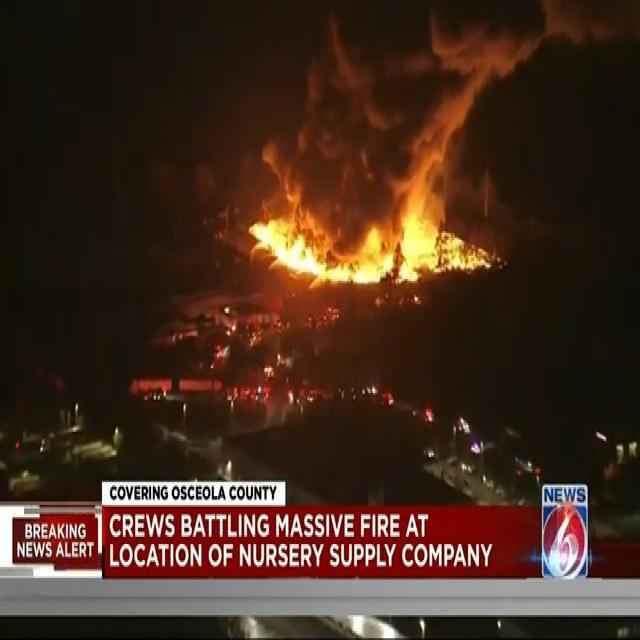 COVERING OSCEOLA COUNTY
BREAKING
NEWS ALERT
CREWS BATTLING MASSIVE FIRE AT
LOCATION OF NURSERY SUPPLY COMPANY
NEWS
6